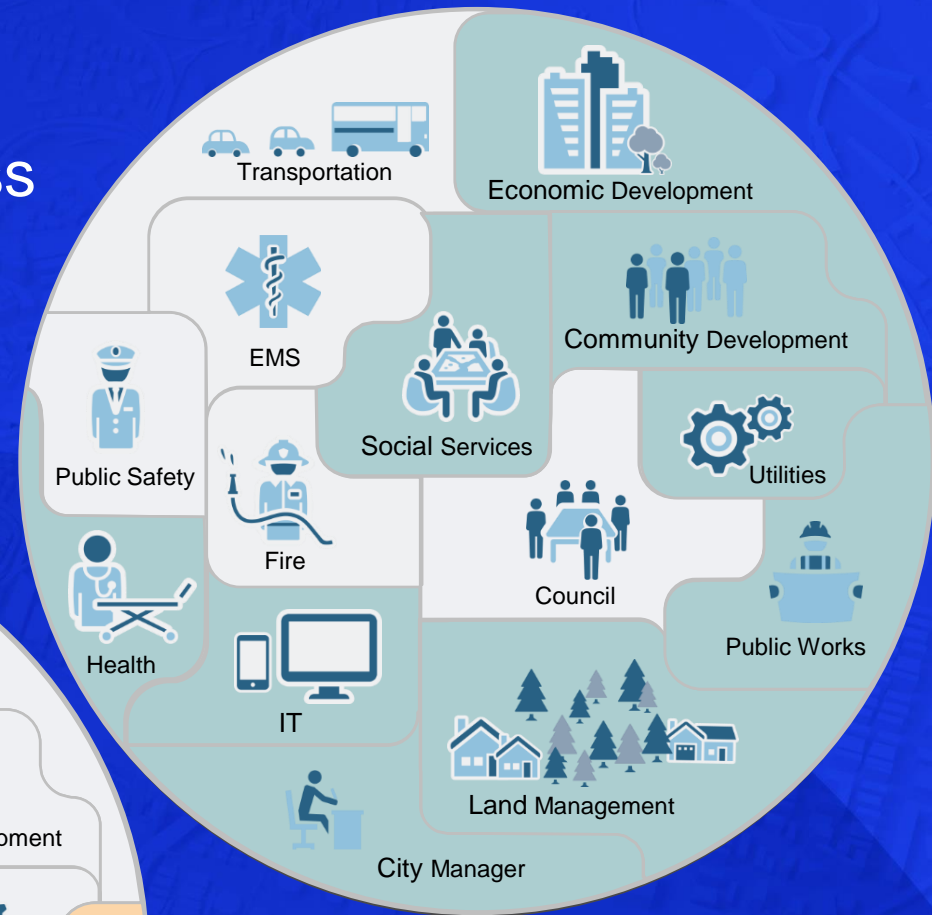 Transportation
Economic Development
EMS
Community Development
Social Services
Public Safety
Utilities
Fire
Council
Public Works
Health
IT
Land Management
City Manager